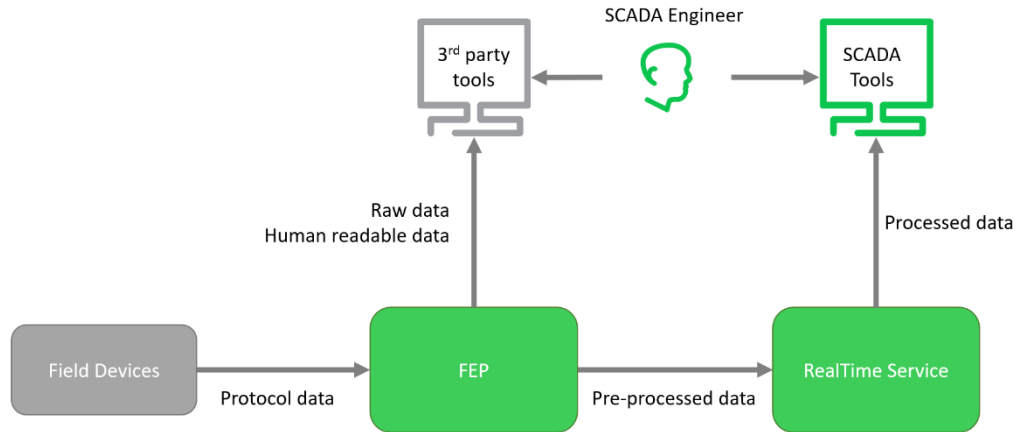 SCADA Engineer
3rd party
tools
SCADA
Tools
Raw data
Human readable data
Processed data
Field Devices
FEP
RealTime Service
Protocol data
Pre-processed data